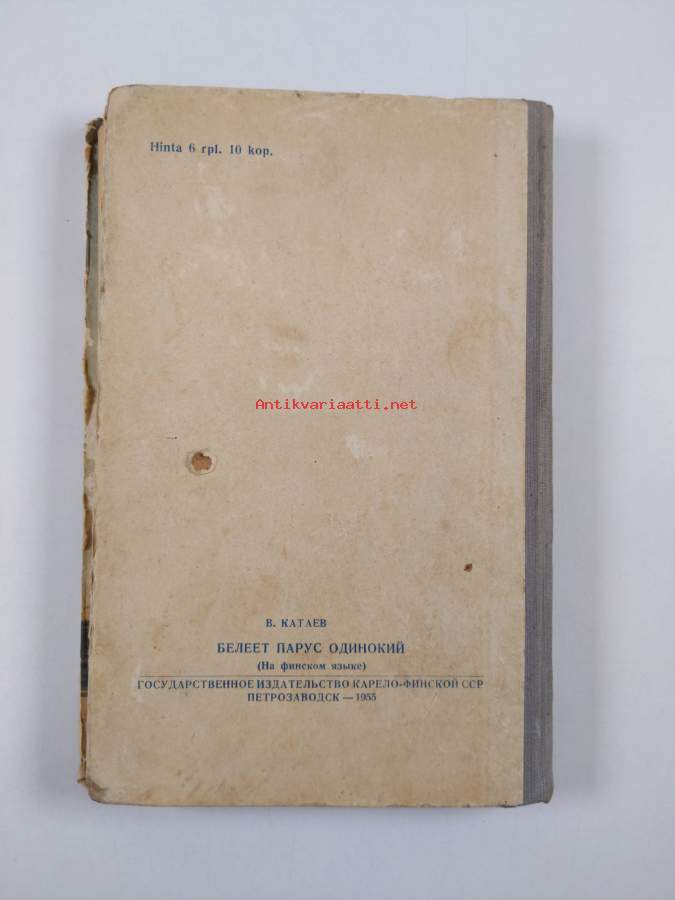 Hinta 6 rpl. 10 kop.
Antikvariaatti.net
В. КАТАЕВ
БЕЛЕЕТ ПАРУС ОДИНОКИЙ
(На финском языке)
ГОСУДАРСТВЕННОЕ ИЗДАТЕЛЬСТВО КАРЕЛО-ФИНСКОЙ ССР
ПЕТРОЗАВОДСК — 1955